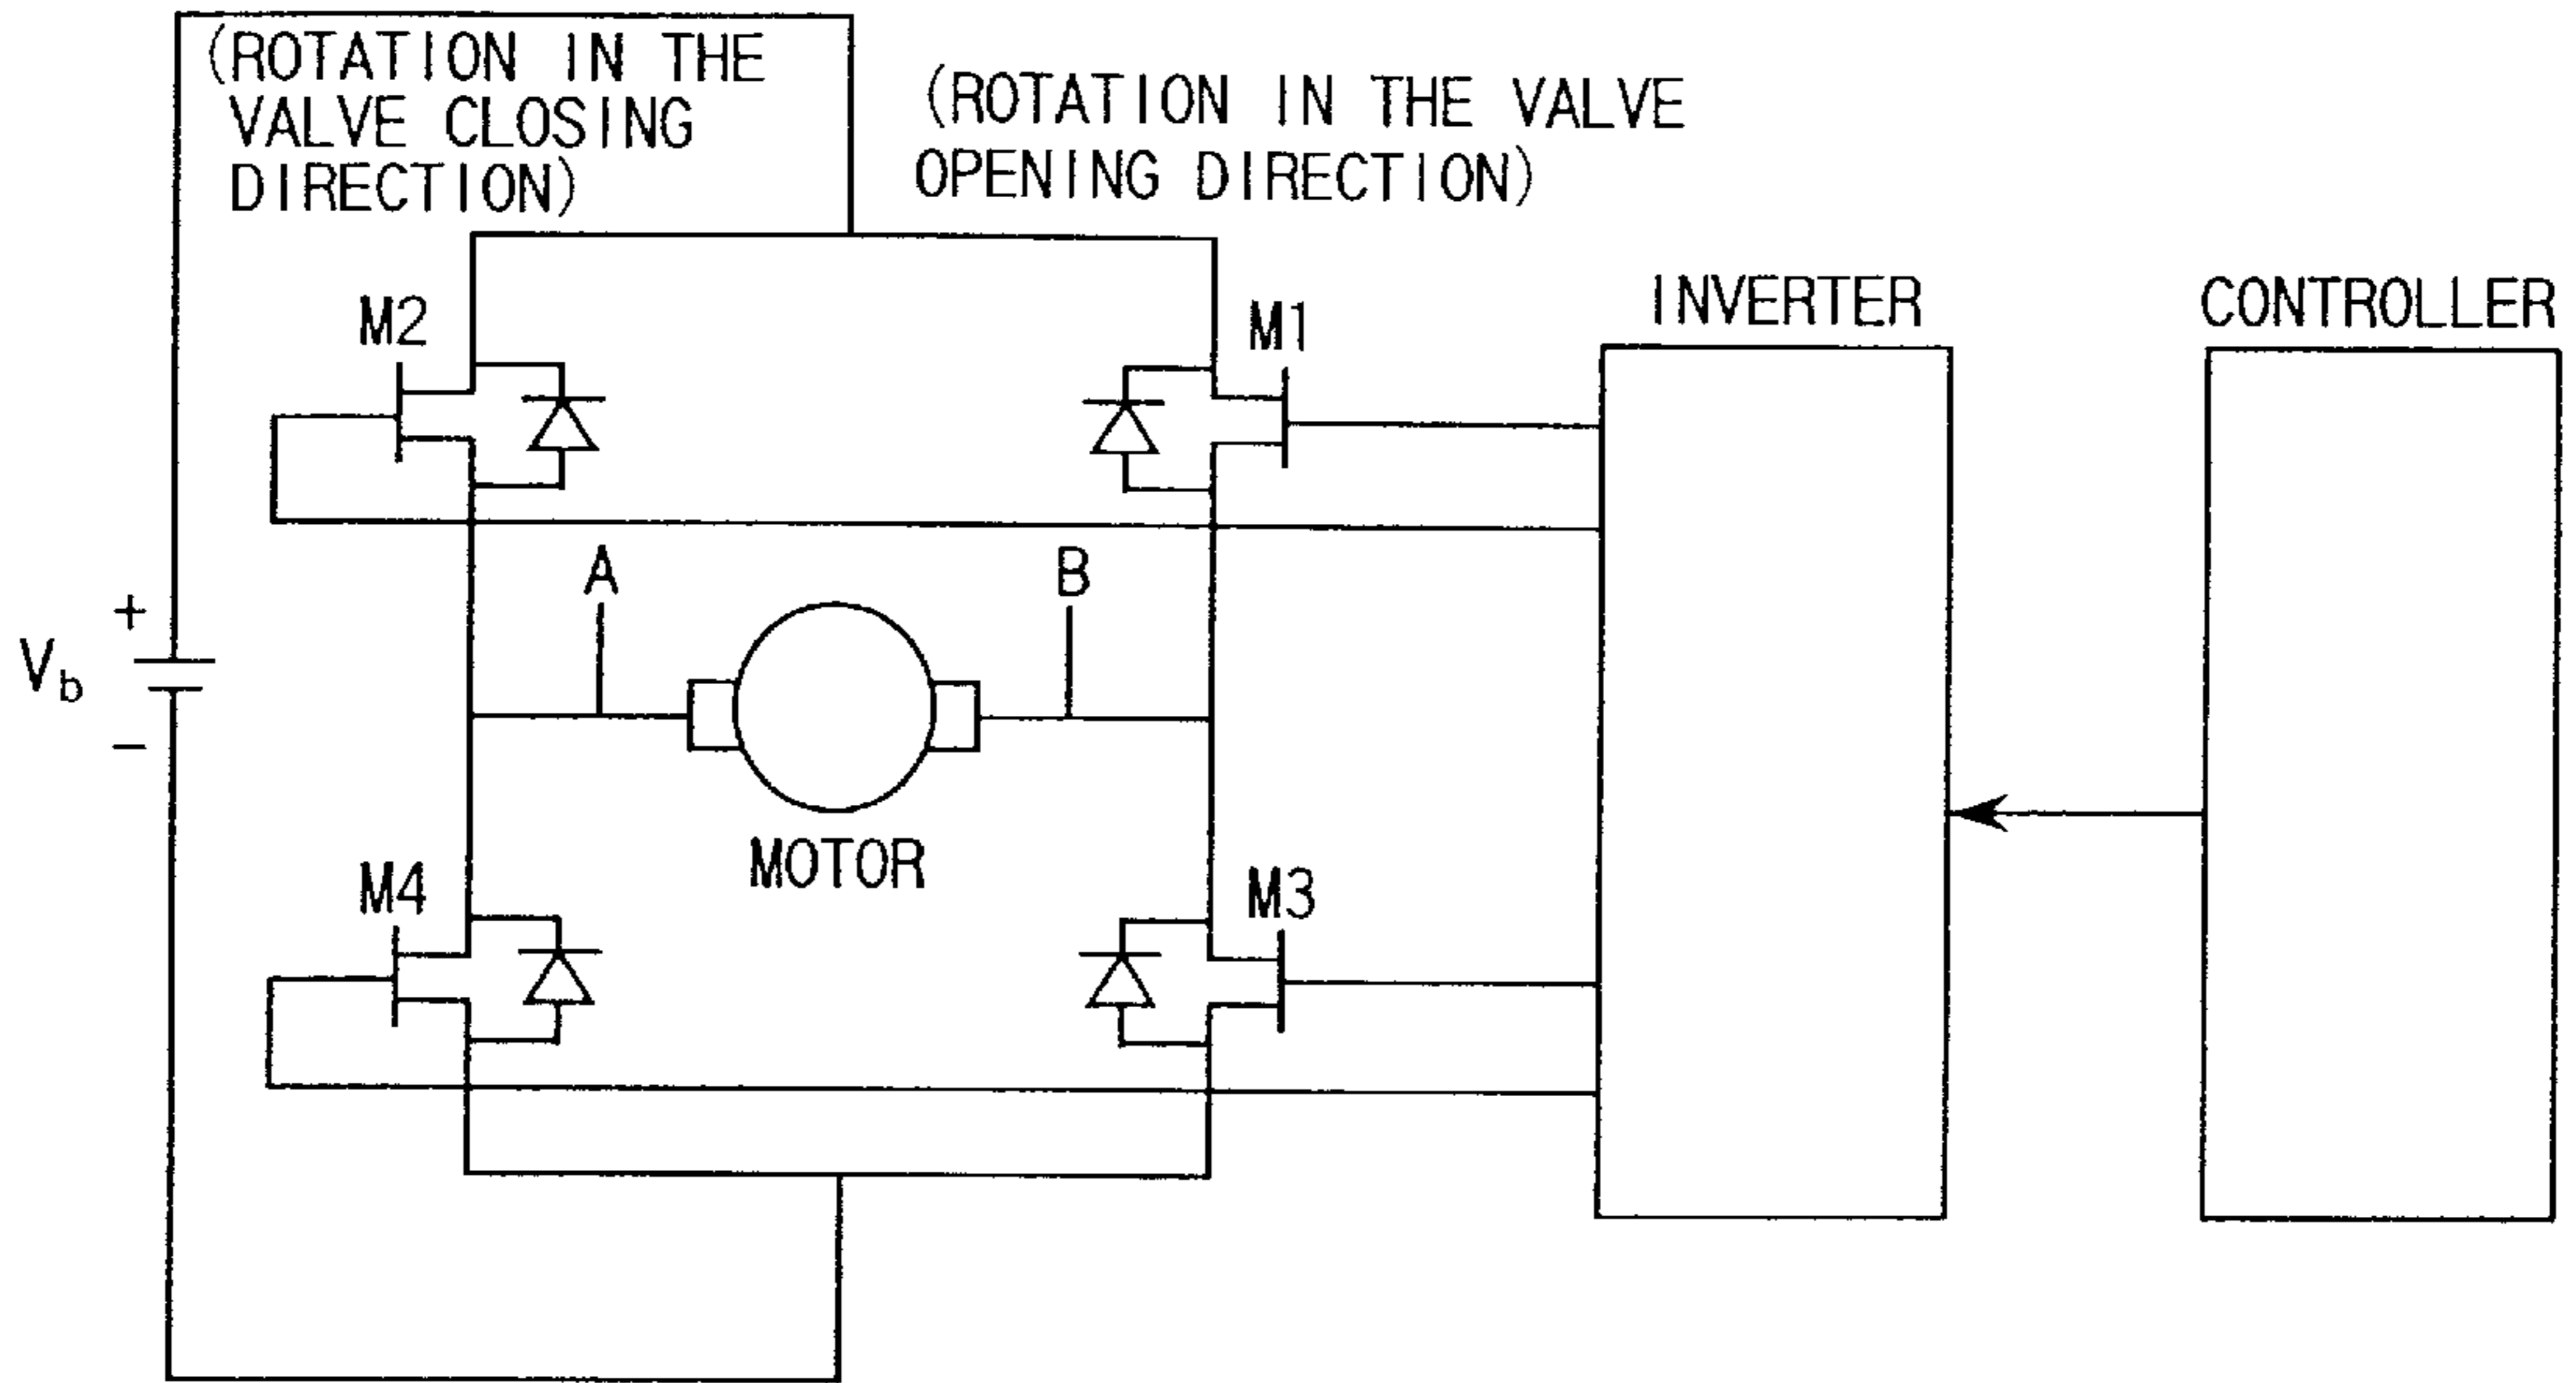 (ROTATION IN THE
VALVE CLOSING
DIRECTION)
(ROTATION IN THE VALVE
OPENING DIRECTION)
INVERTER
CONTROLLER
M2
M1
A
B
+
Vb
−
MOTOR
M4
M3